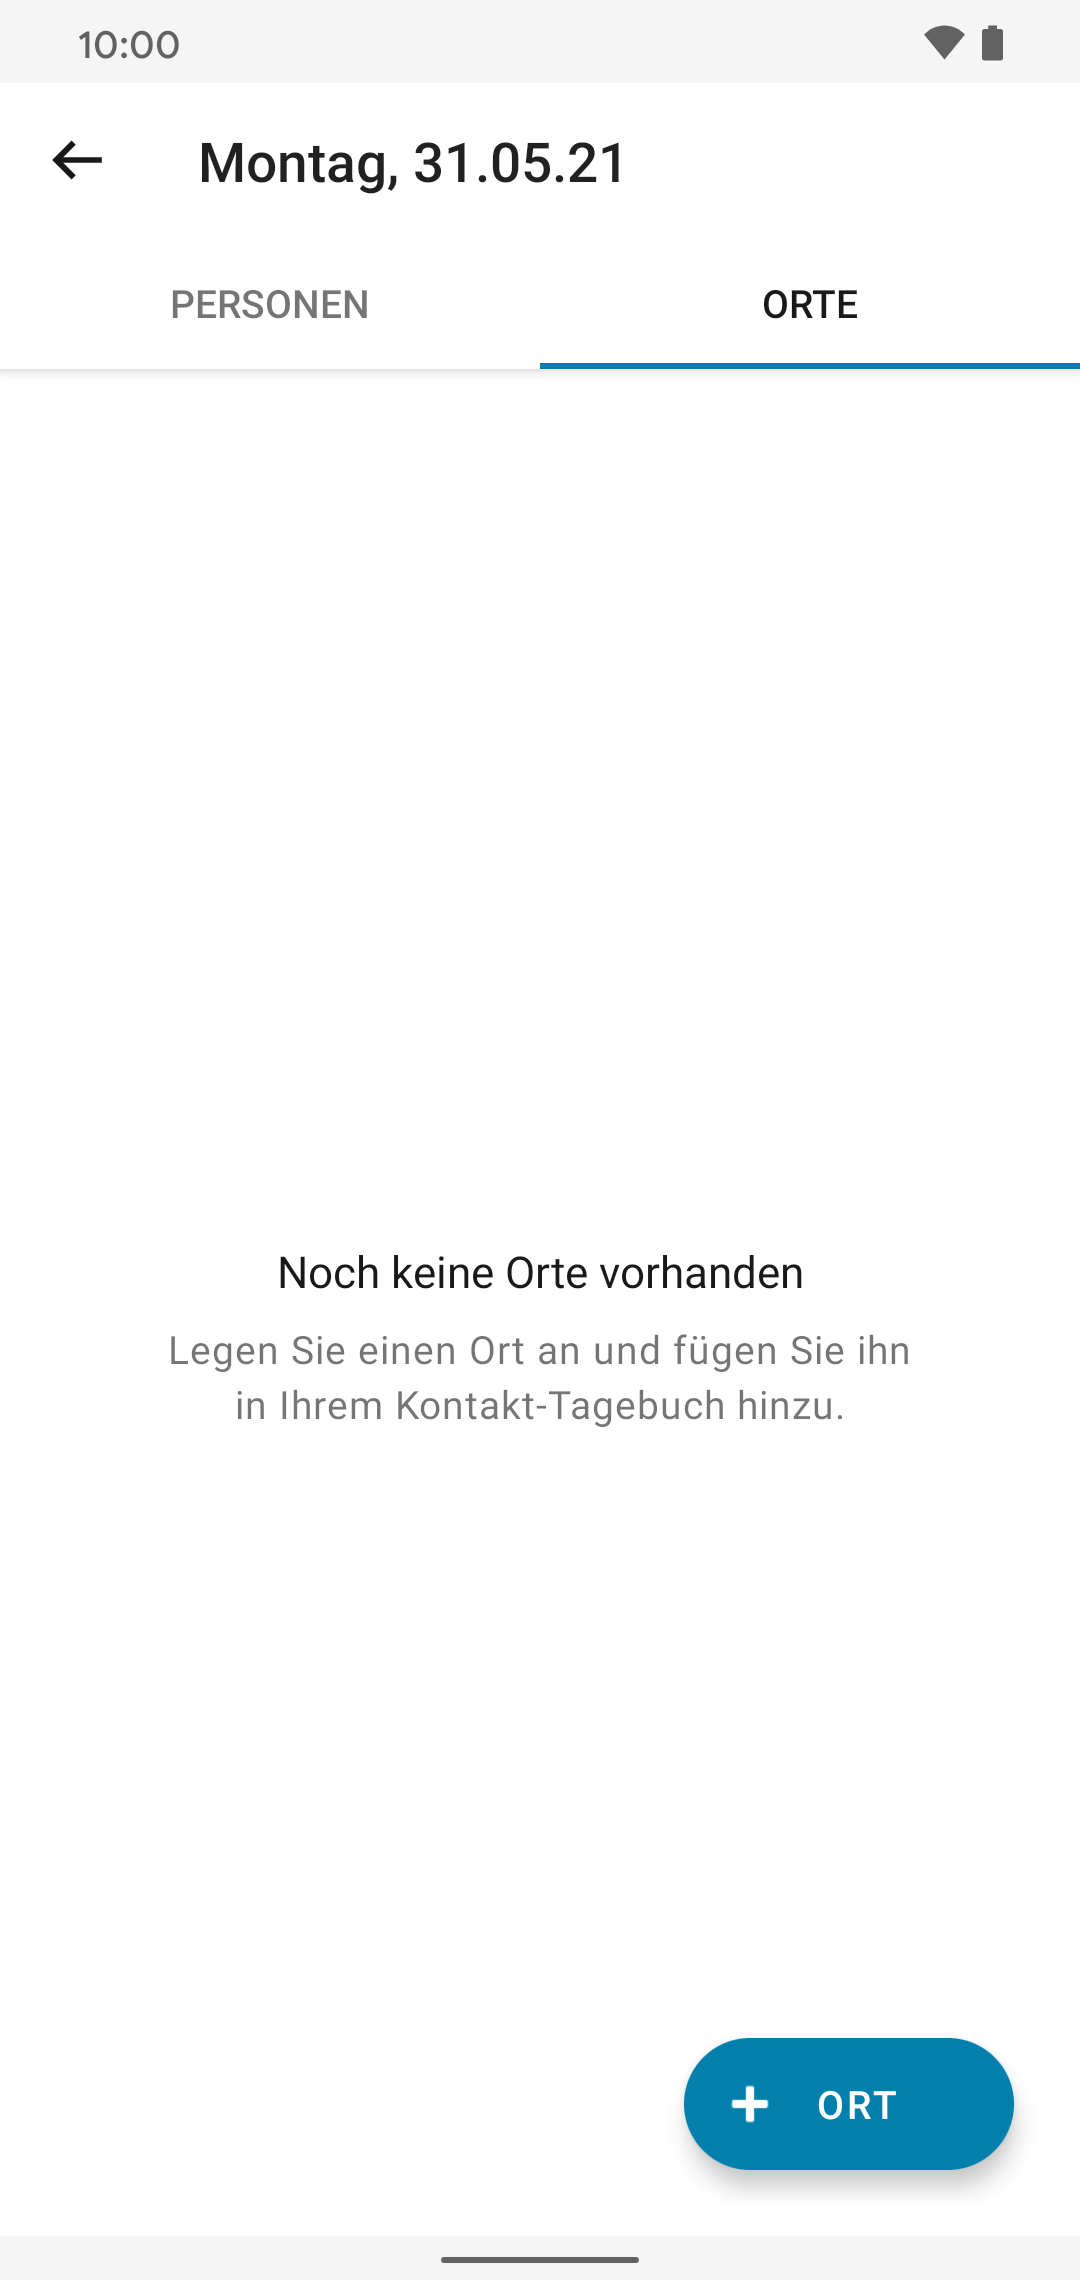 10:00
Montag, 31.05.21
PERSONEN
ORTE
Noch keine Orte vorhanden
Legen Sie einen Ort an und fügen Sie ihn
in Ihrem Kontakt-Tagebuch hinzu.
ORT